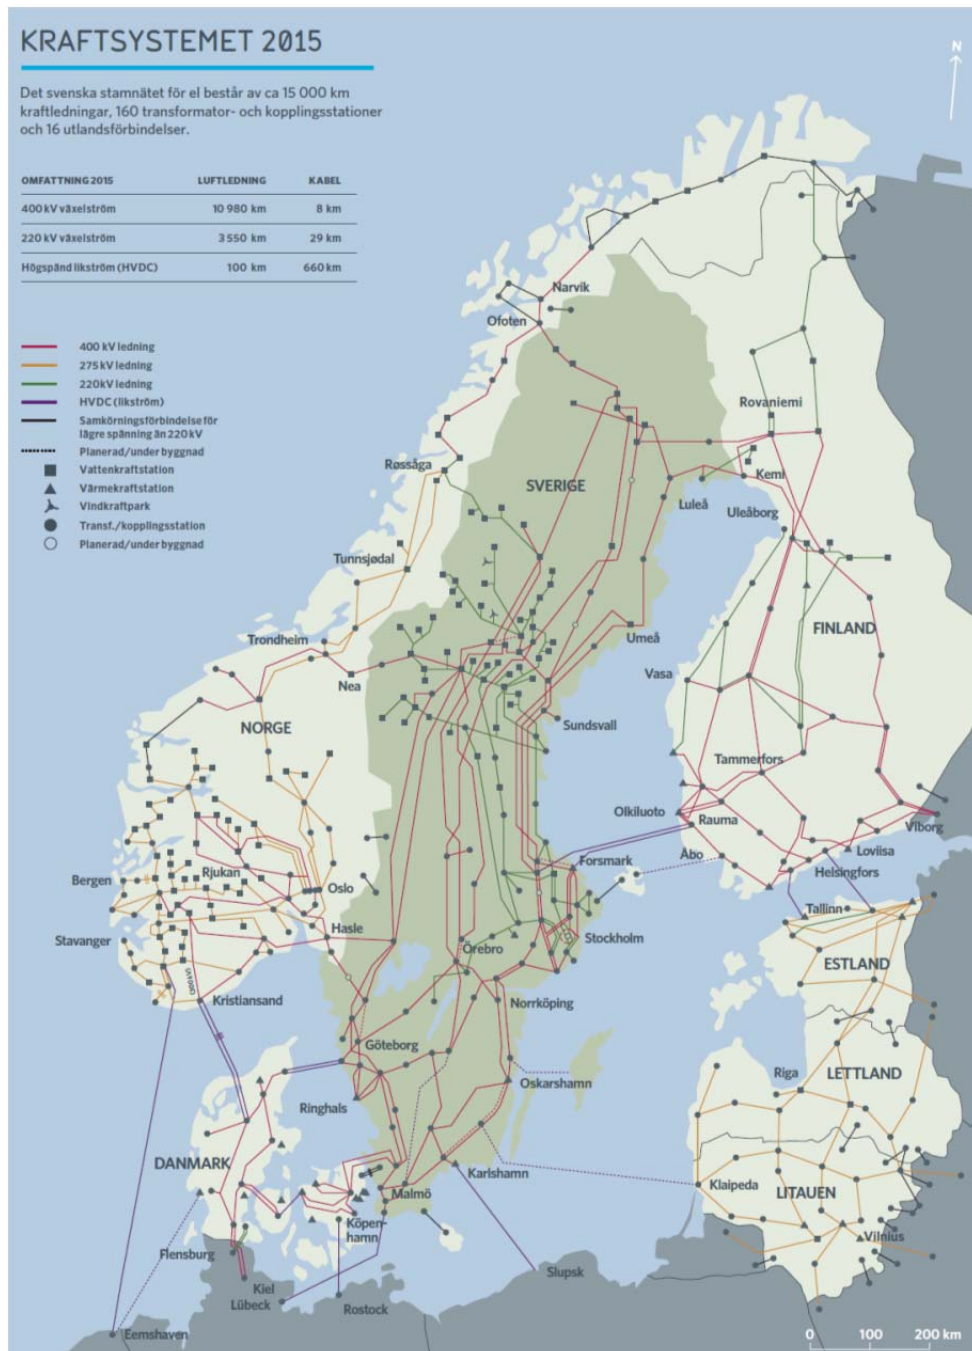 KRAFTSYSTEMET 2015
N
Det svenska stamnätet för el består av ca 15 000 km
kraftledningar, 160 transformator- och kopplingsstationer
och 16 utlandsförbindelser.
OMFATTNING 2015 LUFTLEDNING KABEL
400 kV växelström 10 980 km 8 km
220 kV växelström 3 550 km 29 km
Högspänd likström (HVDC) 100 km 660 km
400 kV ledning
275 kV ledning
220 kV ledning
HVDC (likström)
Samkörningsförbindelse för
lägre spänning än 220 kV
Planerad/under byggnad
Vattenkraftstation
Värmekraftstation
Vindkraftpark
Transf./kopplingsstation
Planerad/under byggnad
Narvik
Ofoten
Rovaniemi
Røssåga
SVERIGE
Kemi
Luleå
Uleåborg
Tunnsjødal
FINLAND
Trondheim
Umeå
Vasa
Nea
NORGE
Sundsvall
Tammerfors
Olkiluoto
Rauma
Viborg
Åbo
Loviisa
Forsmark
Rjukan
Helsingfors
Bergen
Oslo
Tallinn
Hasle
Stavanger
Stockholm
Örebro
ESTLAND
(300kV)
Kristiansand
Norrköping
Göteborg
Riga
LETTLAND
Oskarshamn
Ringhals
DANMARK
Karlshamn
Klaipeda
Malmö
LITAUEN
Köpen-
hamn
Vilnius
Flensburg
Slupsk
Kiel
Lübeck
Rostock
Eemshaven
0 100 200 km